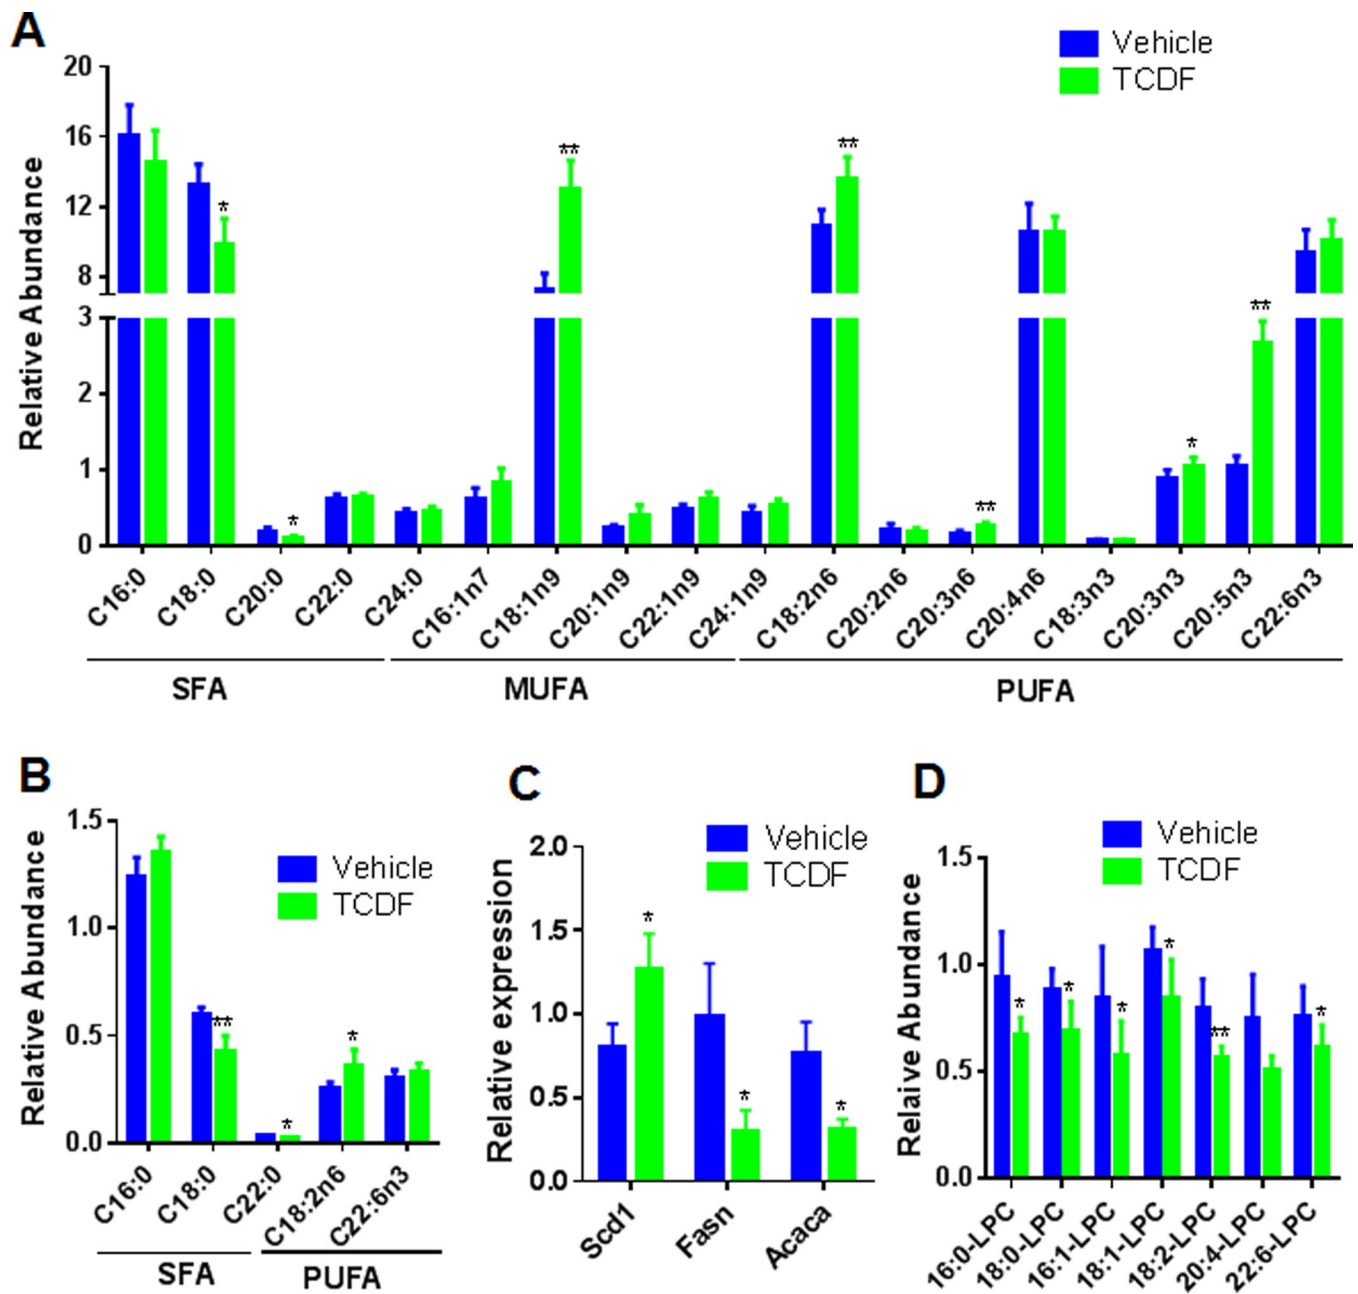 A
Vehicle
TCDF
Relative Abundance
20
16
12
8
3
2
1
0
*
**
**
*
**
*
**
C16:0
C18:0
C20:0
C22:0
C24:0
C16:1n7
C18:1n9
C20:1n9
C22:1n9
C24:1n9
C18:2n6
C20:2n6
C20:3n6
C20:4n6
C18:3n3
C20:3n3
C20:5n3
C22:6n3
SFA
MUFA
PUFA
B
Vehicle
TCDF
Relative Abundance
1.5
1.0
0.5
0.0
**
*
*
C16:0
C18:0
C22:0
C18:2n6
C22:6n3
SFA
PUFA
C
Vehicle
TCDF
Relative expression
2.0
1.5
1.0
0.5
0.0
*
*
*
Scd1
Fasn
Acaca
D
Vehicle
TCDF
Relaive Abundance
1.5
1.0
0.5
0.0
*
*
*
*
**
*
16:0-LPC
18:0-LPC
16:1-LPC
18:1-LPC
18:2-LPC
20:4-LPC
22:6-LPC